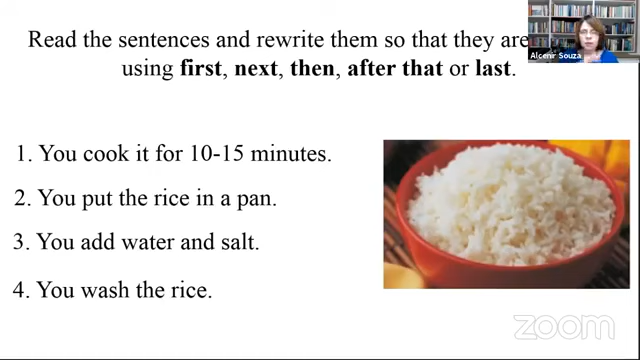 Read the sentences and rewrite them so that they are
using first, next, then, after that or last.
Alcenir Souza
1. You cook it for 10-15 minutes.
2. You put the rice in a pan.
3. You add water and salt.
4. You wash the rice.
zoom